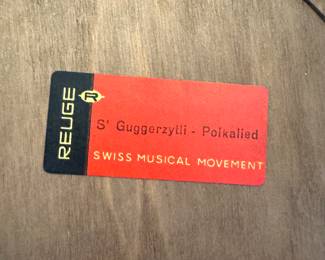 REUGE
R
S' Guggerzytli - Polkalied
SWISS MUSICAL MOVEMENT